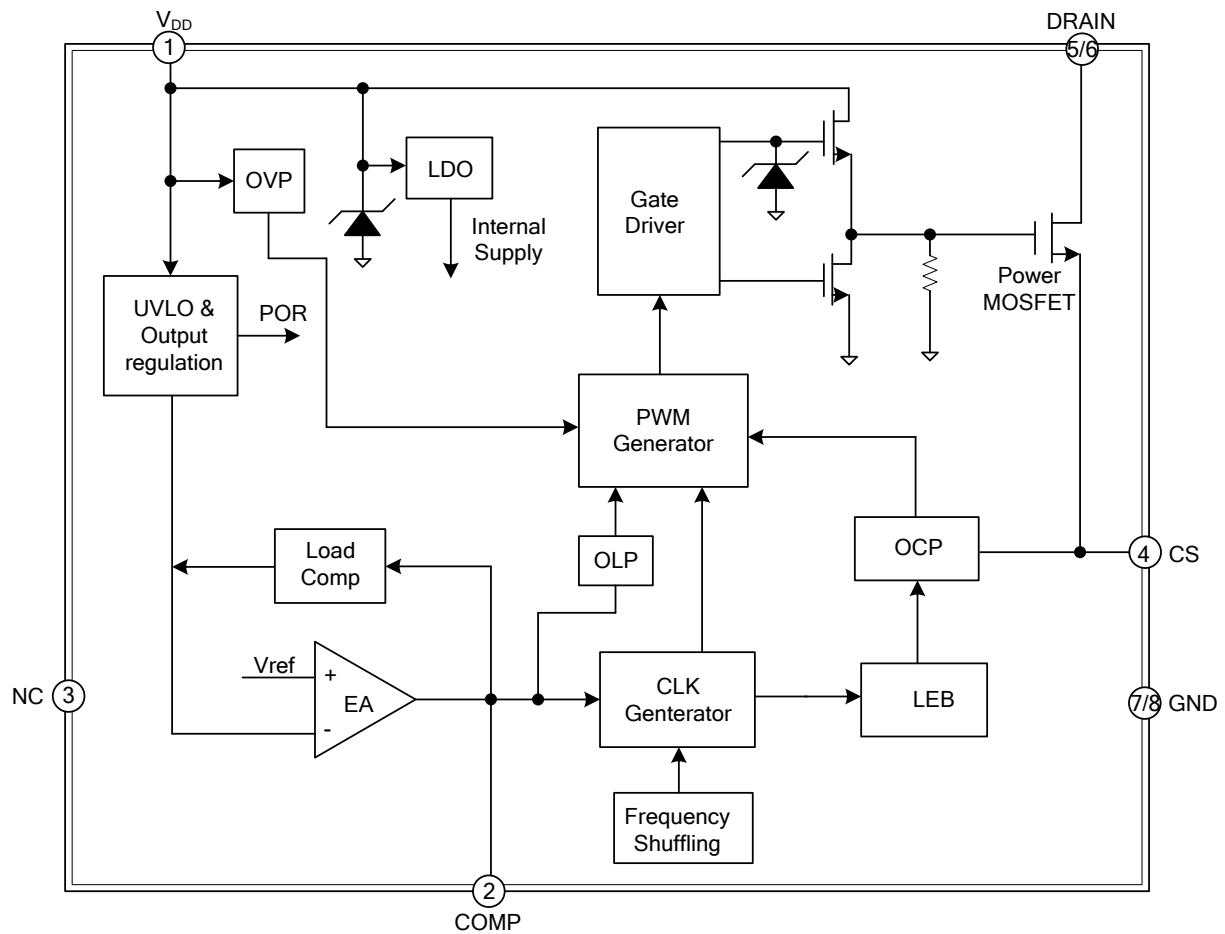 VDD
DRAIN
1
5/6
OVP
LDO
Internal
Supply
Gate
Driver
Power
MOSFET
UVLO &
Output
regulation
POR
PWM
Generator
Load
Comp
OLP
OCP
4
CS
Vref
+
EA
-
CLK
Genterator
LEB
NC
3
7/8
GND
Frequency
Shuffling
2
COMP